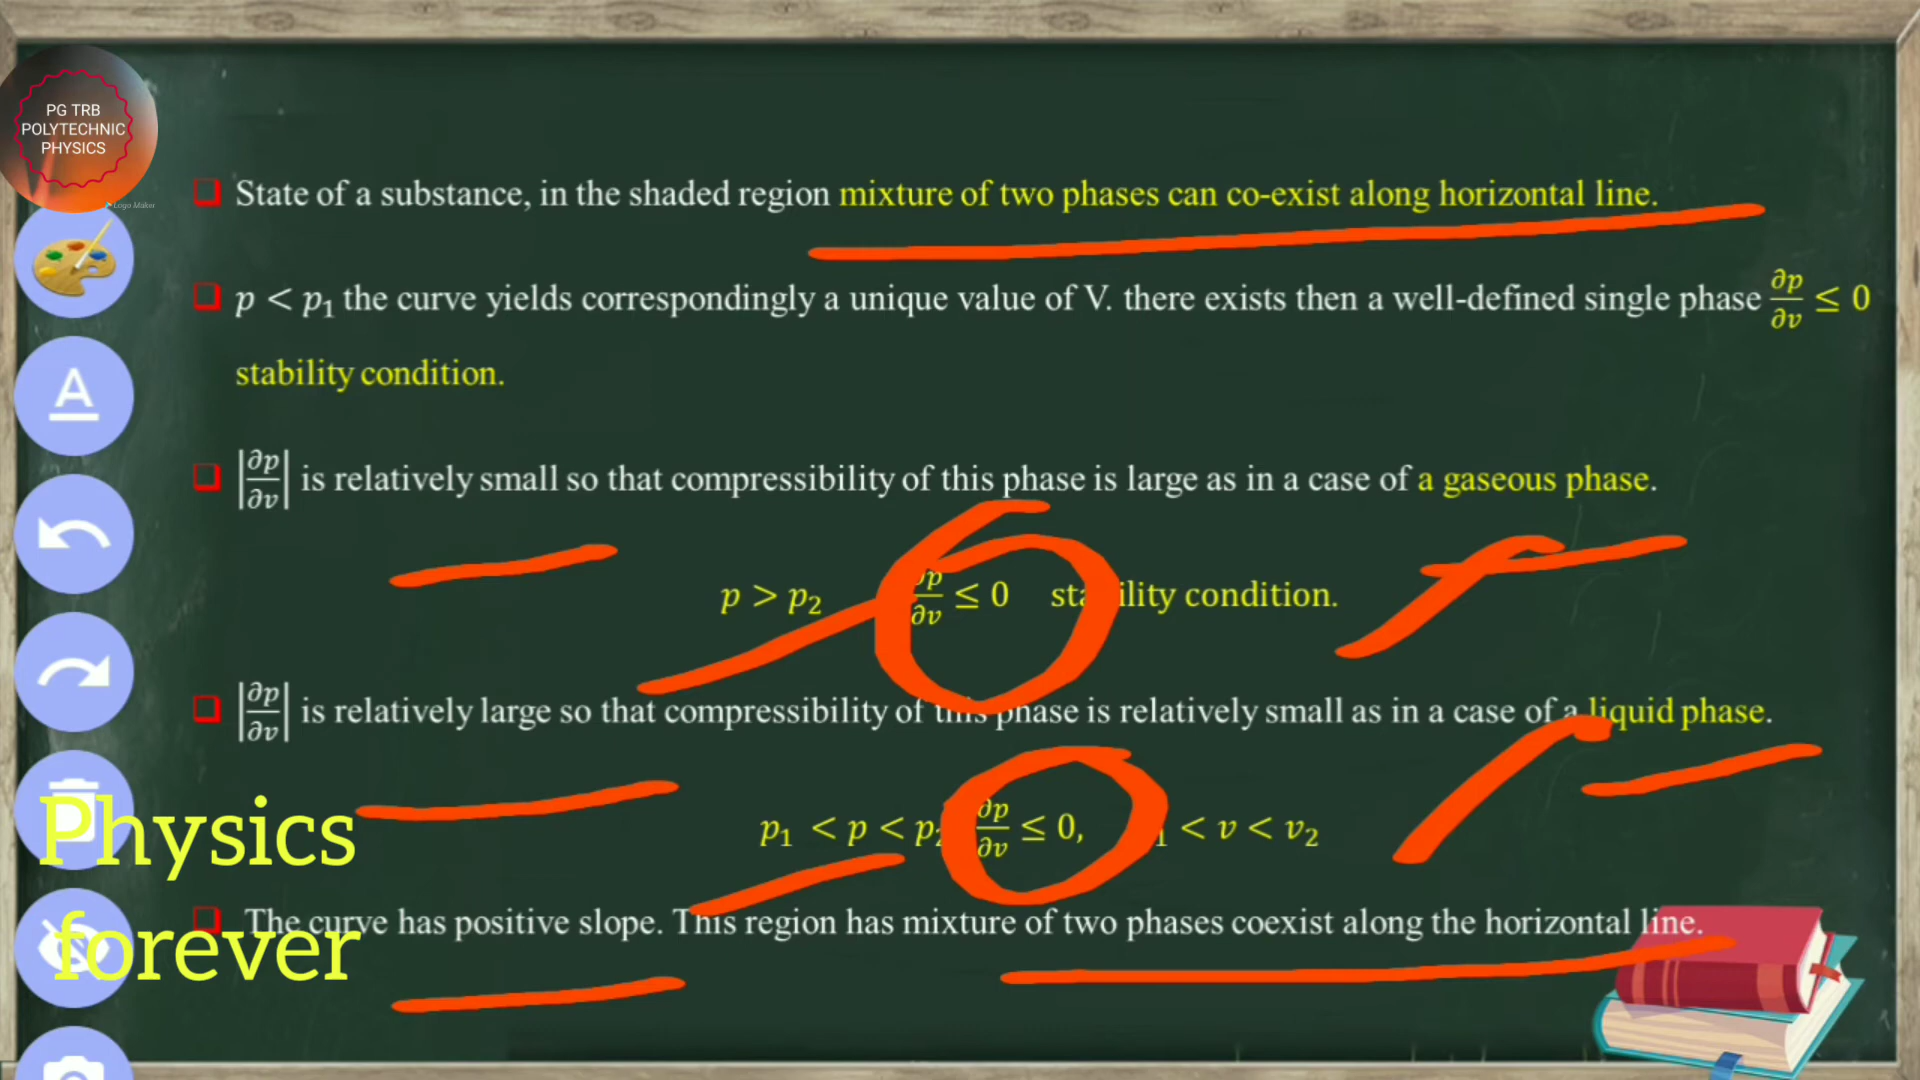 PG TRB
POLYTECHNIC
PHYSICS
Logo Maker
State of a substance, in the shaded region mixture of two phases can co-exist along horizontal line.
p < p₁ the curve yields correspondingly a unique value of V. there exists then a well-defined single phase ∂p/∂v ≤ 0
stability condition.
|∂p/∂v| is relatively small so that compressibility of this phase is large as in a case of a gaseous phase.
p > p₂ ∂p/∂v ≤ 0 stability condition.
|∂p/∂v| is relatively large so that compressibility of this phase is relatively small as in a case of a liquid phase.
p₁ < p < p₂ ∂p/∂v ≤ 0, < v < v₂
The curve has positive slope. This region has mixture of two phases coexist along the horizontal line.
A
Physics
forever